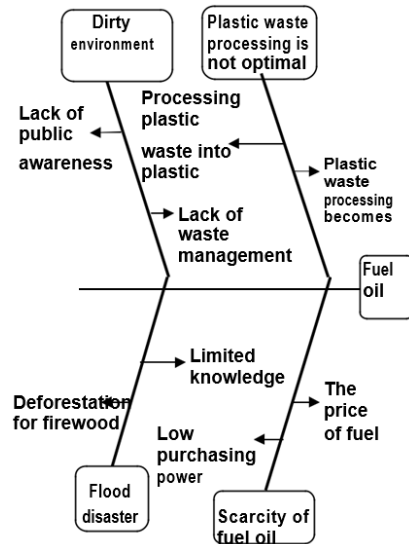 Dirty
environment
Plastic waste
processing is
not optimal
Lack of
public
awareness
Processing
plastic
waste into
plastic
Plastic
waste
processing
becomes
Lack of
waste
management
Fuel
oil
Limited
knowledge
Deforestation
for firewood
The
price
of fuel
Low
purchasing
power
Flood
disaster
Scarcity of
fuel oil